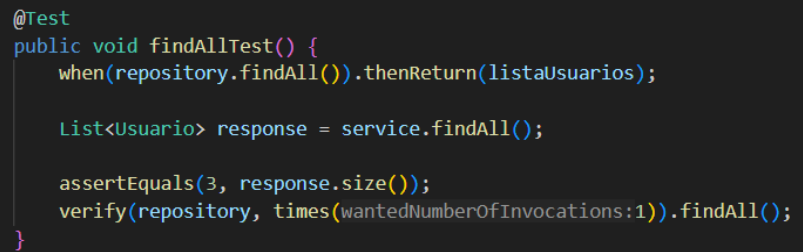 @Test
public void findAllTest() {
when(repository.findAll()).thenReturn(listaUsuarios);
List<Usuario> response = service.findAll();
assertEquals(3, response.size());
verify(repository, times(wantedNumberOfInvocations:1)).findAll();
}